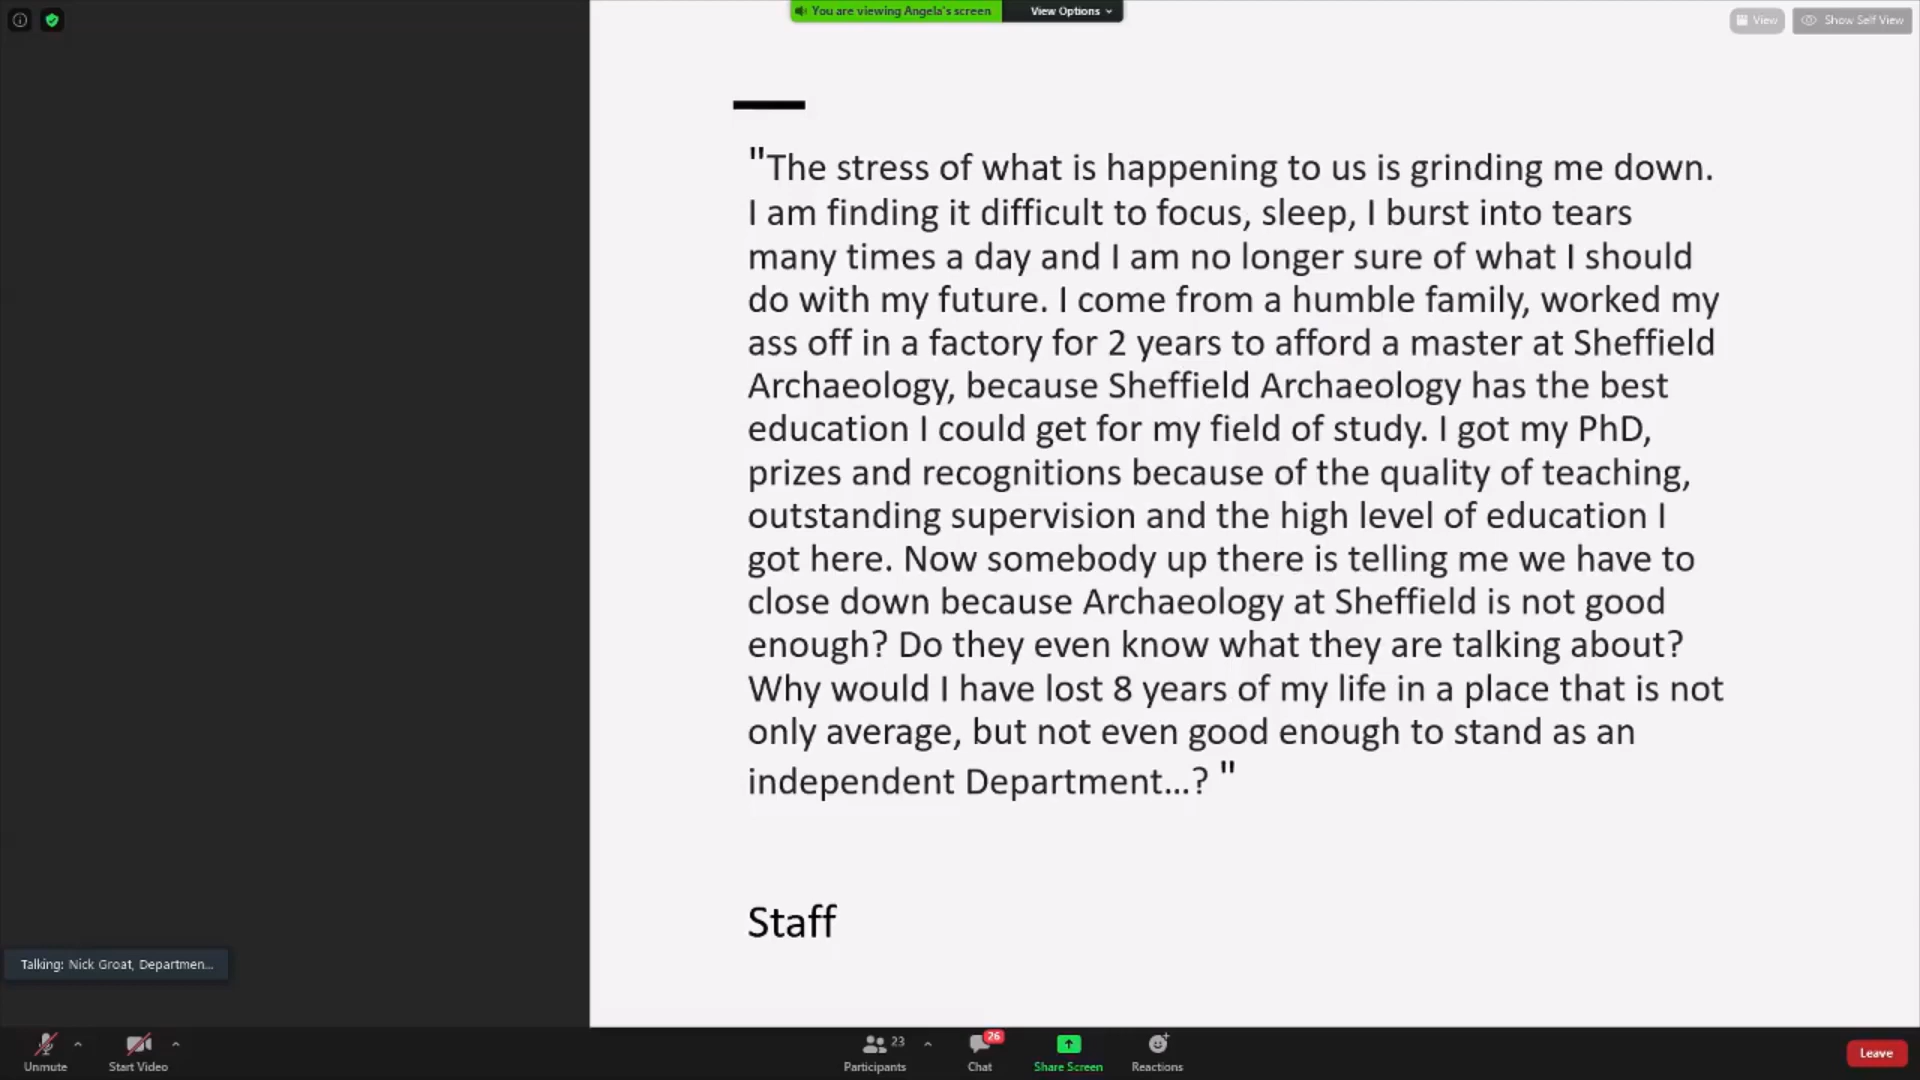 You are viewing Angela's screen
View Options
View
Show Self View
"The stress of what is happening to us is grinding me down.
I am finding it difficult to focus, sleep, I burst into tears
many times a day and I am no longer sure of what I should
do with my future. I come from a humble family, worked my
ass off in a factory for 2 years to afford a master at Sheffield
Archaeology, because Sheffield Archaeology has the best
education I could get for my field of study. I got my PhD,
prizes and recognitions because of the quality of teaching,
outstanding supervision and the high level of education I
got here. Now somebody up there is telling me we have to
close down because Archaeology at Sheffield is not good
enough? Do they even know what they are talking about?
Why would I have lost 8 years of my life in a place that is not
only average, but not even good enough to stand as an
independent Department...? "
Staff
Talking: Nick Groat, Departmen...
Unmute
Start Video
23
Participants
26
Chat
Share Screen
Reactions
Leave